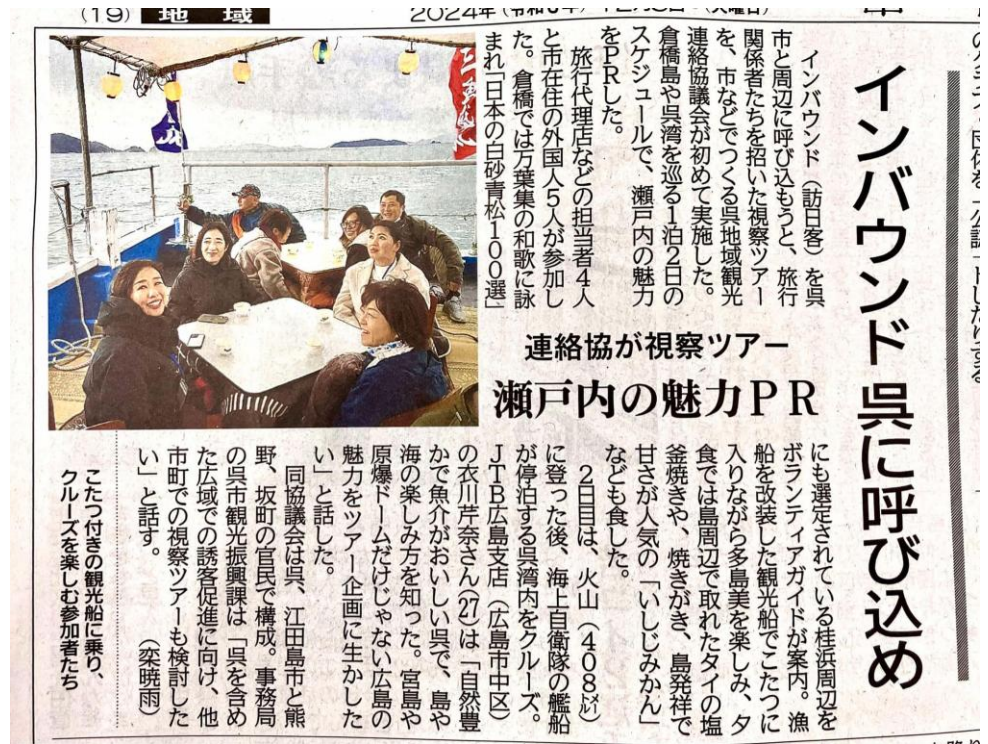 (19) 地域
2024年
インバウンド 呉に呼び込め
連絡協が視察ツアー
瀬戸内の魅力PR
インバウンド(訪日客)を呉
市と周辺に呼び込もうと、旅行
関係者たちを招いた視察ツアー
を、市などでつくる呉地域観光
連絡協議会が初めて実施した。
倉橋島や呉湾を巡る1泊2日の
スケジュールで、瀬戸内の魅力
をPRした。
旅行代理店などの担当者4人
と市在住の外国人5人が参加し
た。倉橋では万葉集の和歌に詠
まれ「日本の白砂青松100選」
にも選定されている桂浜周辺を
ボランティアガイドが案内。漁
船を改装した観光船でこたつに
入りながら多島美を楽しみ、夕
食では島周辺で取れたタイの塩
釜焼きや、焼きがき、島発祥で
甘さが人気の「いしじみかん」
なども食した。
2日目は、火山(408㍍)
に登った後、海上自衛隊の艦船
が停泊する呉湾内をクルーズ。
JTB広島支店(広島市中区)
の衣川芹奈さん(27)は「自然豊
かで魚介がおいしい呉で、島や
海の楽しみ方を知った。宮島や
原爆ドームだけじゃない広島の
魅力をツアー企画に生かした
い」と話した。
同協議会は呉、江田島市と熊
野、坂町の官民で構成。事務局
の呉市観光振興課は「呉を含め
た広域での誘客促進に向け、他
市町での視察ツアーも検討した
い」と話す。 (栾暁雨)
こたつ付きの観光船に乗り、
クルーズを楽しむ参加者たち